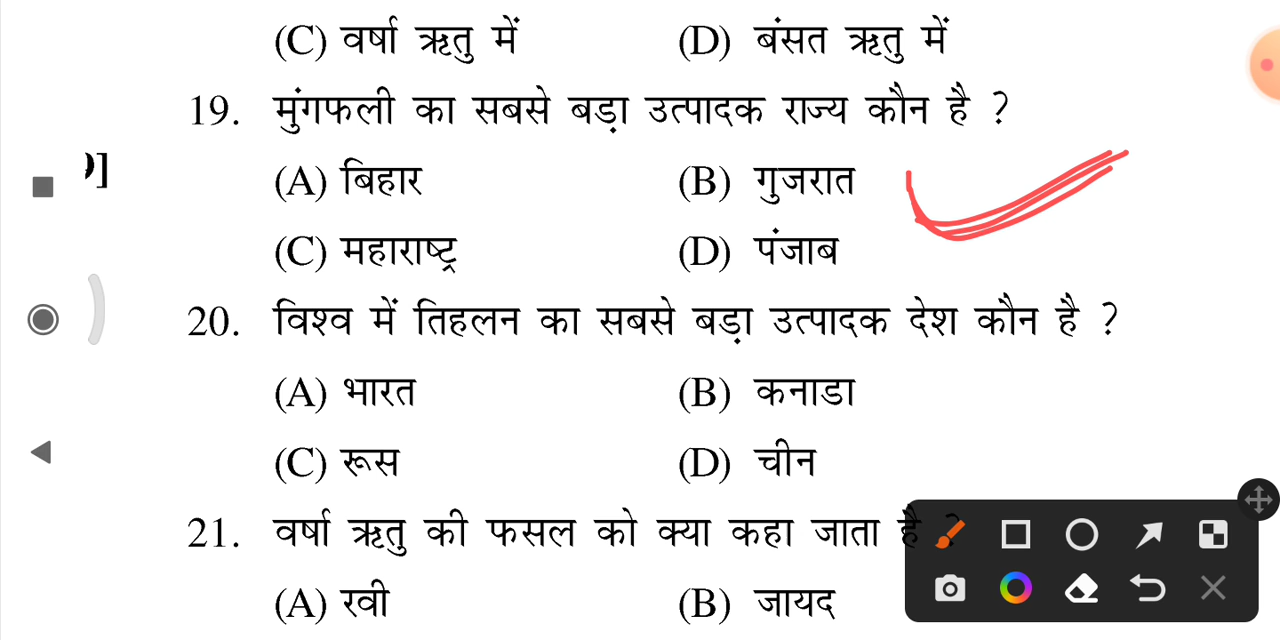 (C) वर्षा ऋतु में (D) बंसत ऋतु में
19. मुंगफली का सबसे बड़ा उत्पादक राज्य कौन है ?
(A) बिहार (B) गुजरात
(C) महाराष्ट्र (D) पंजाब
20. विश्व में तिहलन का सबसे बड़ा उत्पादक देश कौन है ?
(A) भारत (B) कनाडा
(C) रूस (D) चीन
21. वर्षा ऋतु की फसल को क्या कहा जाता है ?
(A) रवी (B) जायद